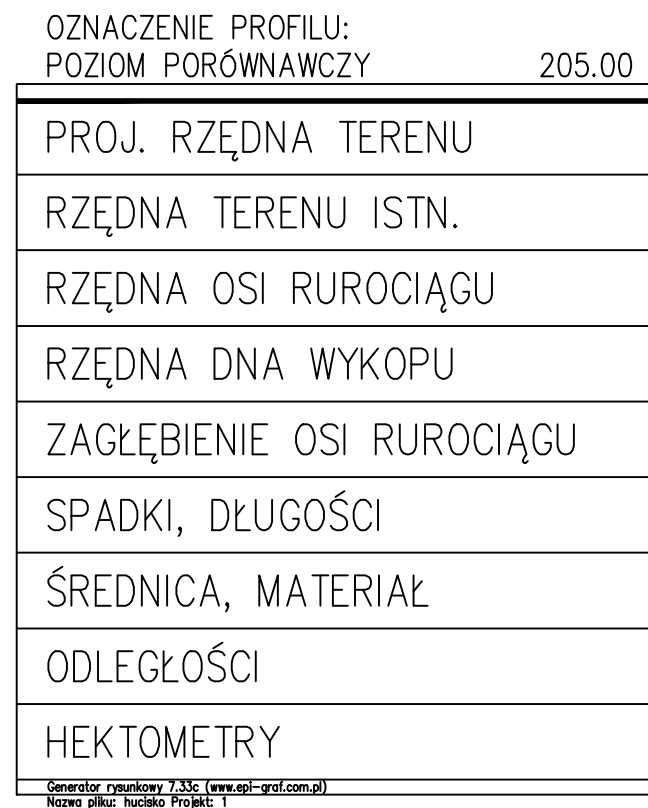 OZNACZENIE PROFILU:
POZIOM PORÓWNAWCZY 205.00
PROJ. RZĘDNA TERENU
RZĘDNA TERENU ISTN.
RZĘDNA OSI RUROCIĄGU
RZĘDNA DNA WYKOPU
ZAGŁĘBIENIE OSI RUROCIĄGU
SPADKI, DŁUGOŚCI
ŚREDNICA, MATERIAŁ
ODLEGŁOŚCI
HEKTOMETRY
Generator rysunkowy 7.33c (www.epi-graf.com.pl)
Nazwa pliku: hucisko Projekt: 1